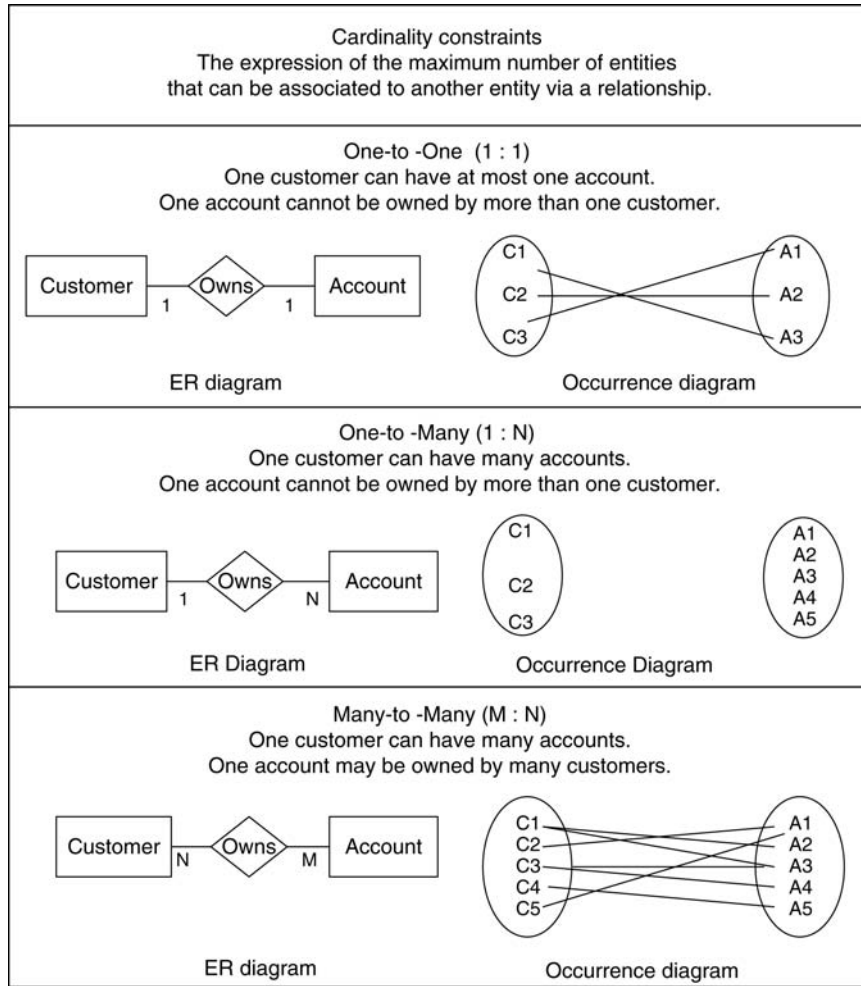 Cardinality constraints
The expression of the maximum number of entities
that can be associated to another entity via a relationship.
One-to -One (1 : 1)
One customer can have at most one account.
One account cannot be owned by more than one customer.
Customer
1
Owns
1
Account
C1
C2
C3
A1
A2
A3
ER diagram
Occurrence diagram
One-to -Many (1 : N)
One customer can have many accounts.
One account cannot be owned by more than one customer.
Customer
1
Owns
N
Account
C1
C2
C3
A1
A2
A3
A4
A5
ER Diagram
Occurrence Diagram
Many-to -Many (M : N)
One customer can have many accounts.
One account may be owned by many customers.
Customer
N
Owns
M
Account
C1
C2
C3
C4
C5
A1
A2
A3
A4
A5
ER diagram
Occurrence diagram